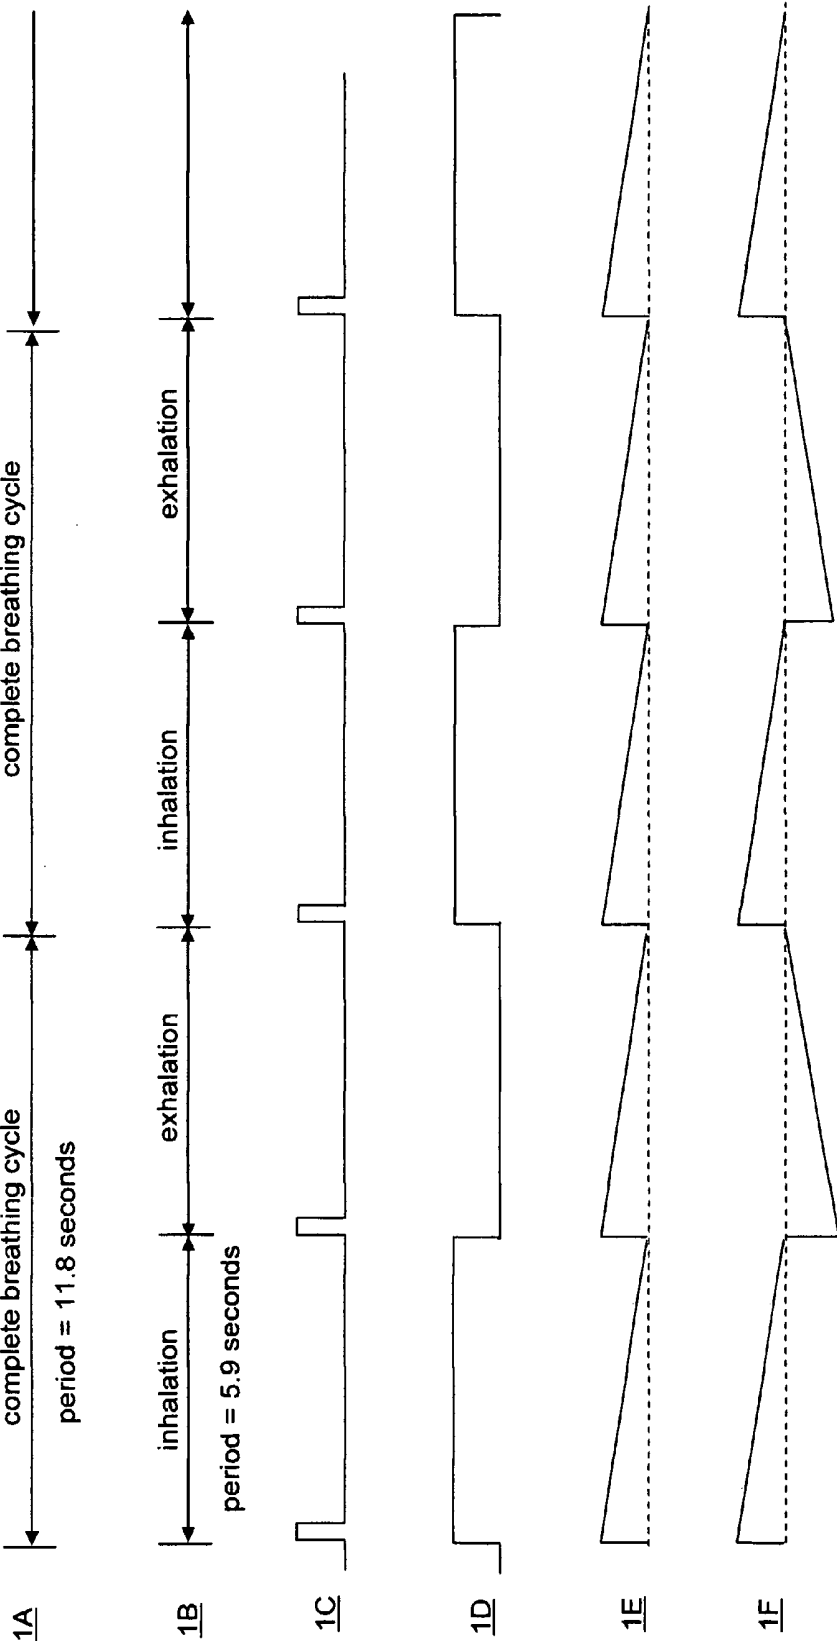 1A
complete breathing cycle
complete breathing cycle
period = 11.8 seconds
1B
inhalation
exhalation
inhalation
exhalation
period = 5.9 seconds
1C
1D
1E
1F